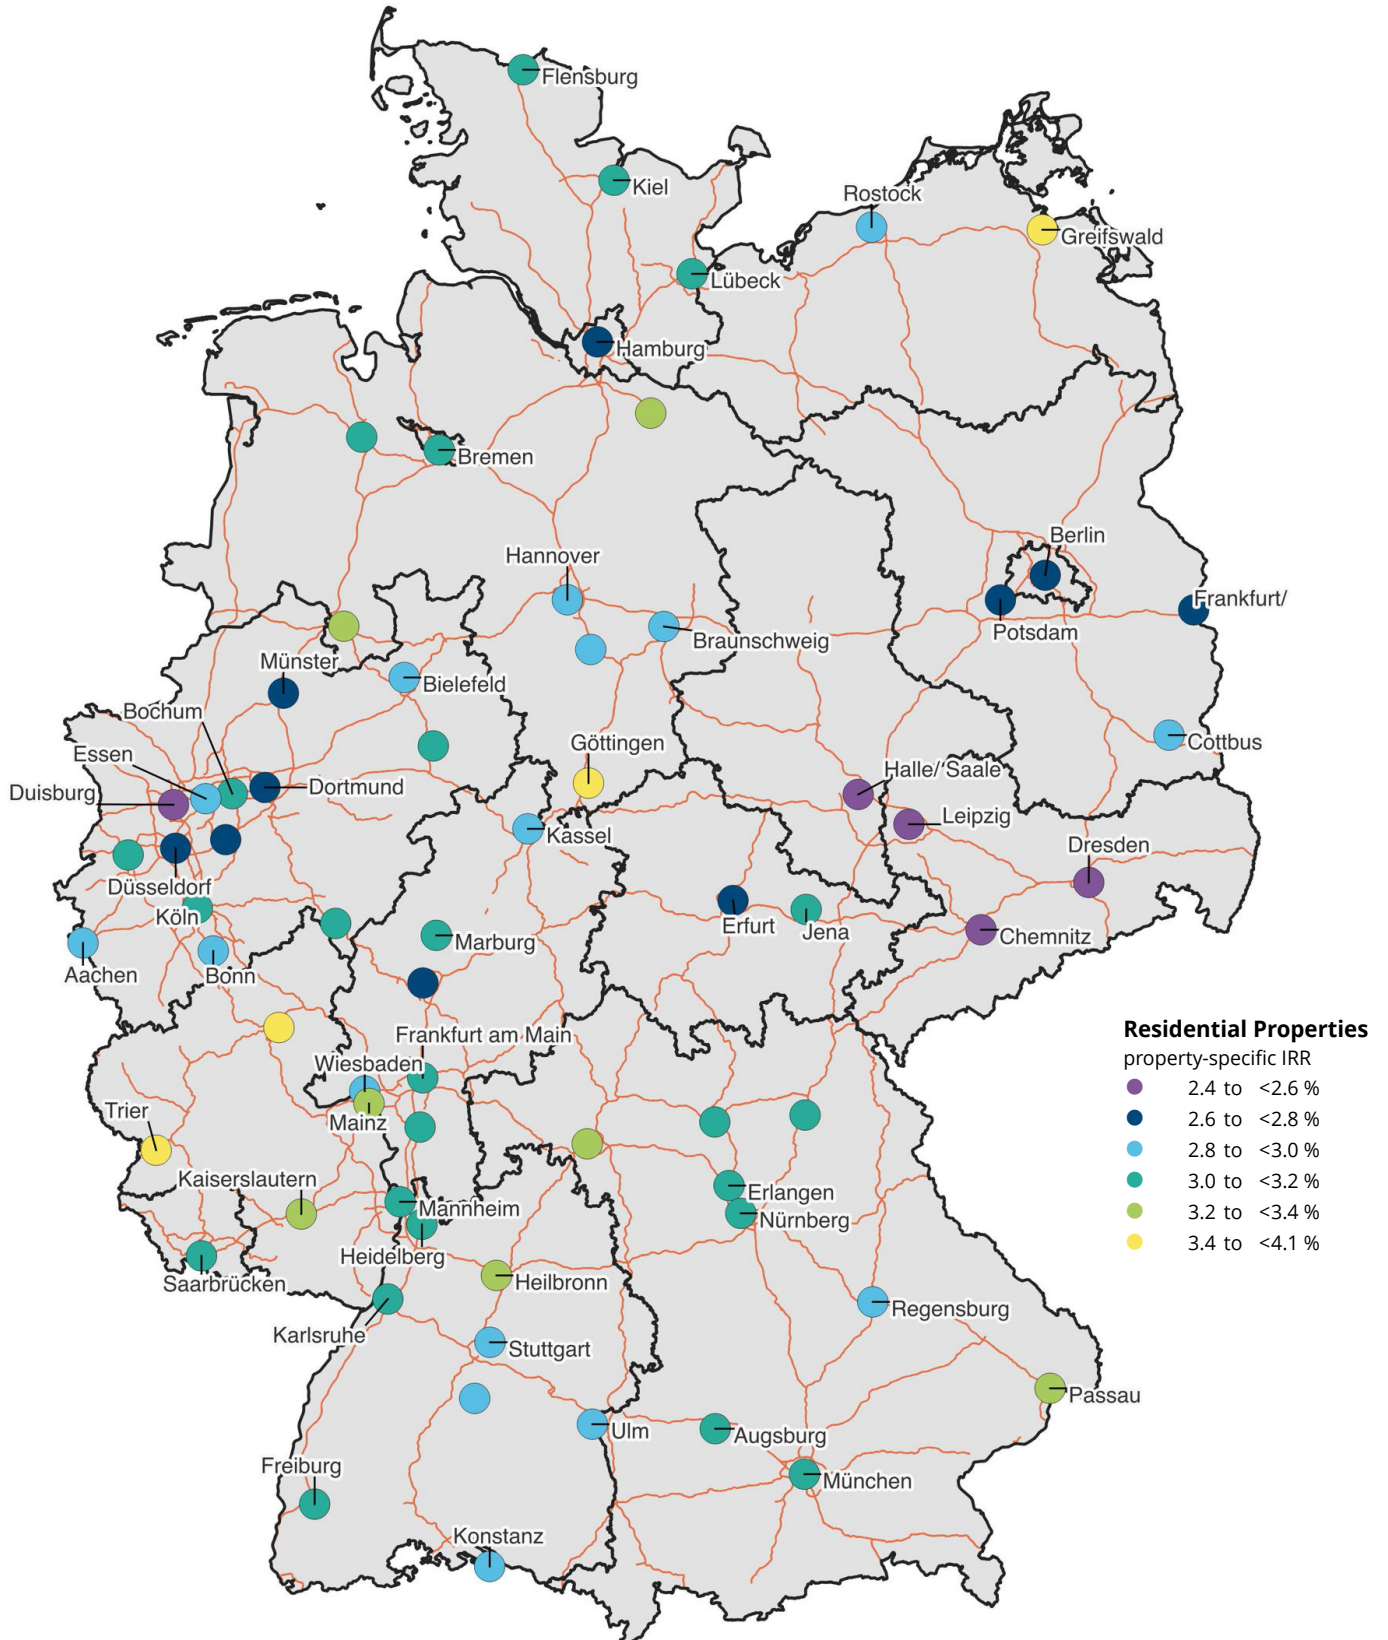 Flensburg
Kiel
Rostock
Greifswald
Lübeck
Hamburg
Bremen
Hannover
Berlin
Frankfurt/
Potsdam
Braunschweig
Münster
Bielefeld
Bochum
Göttingen
Cottbus
Essen
Halle/ Saale
Duisburg
Dortmund
Leipzig
Kassel
Dresden
Düsseldorf
Köln
Erfurt
Jena
Chemnitz
Marburg
Aachen
Bonn
Frankfurt am Main
Wiesbaden
Trier
Mainz
Kaiserslautern
Erlangen
Mannheim
Nürnberg
Heidelberg
Saarbrücken
Heilbronn
Regensburg
Karlsruhe
Stuttgart
Passau
Ulm
Augsburg
Freiburg
München
Konstanz
Residential Properties
property-specific IRR
2.4 to <2.6 %
2.6 to <2.8 %
2.8 to <3.0 %
3.0 to <3.2 %
3.2 to <3.4 %
3.4 to <4.1 %